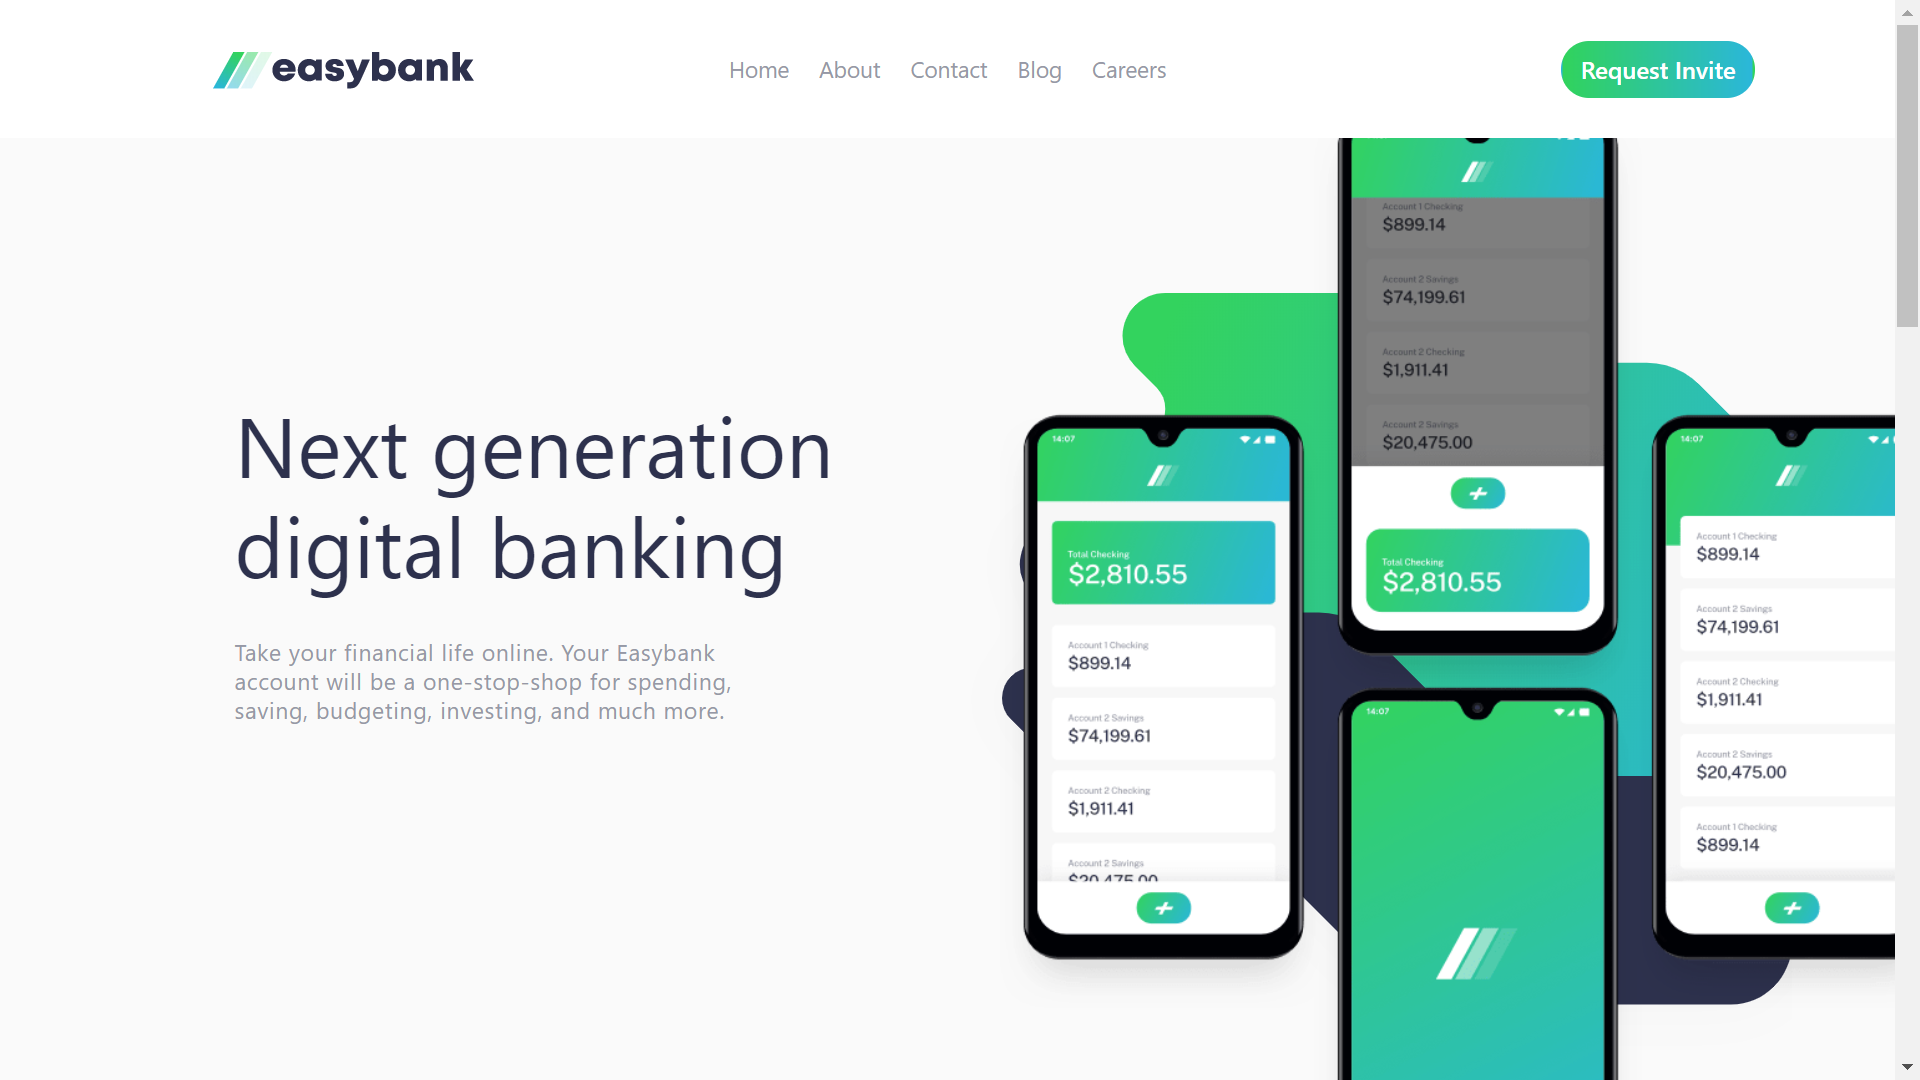 easybank
Home
About
Contact
Blog
Careers
Request Invite
Next generation
digital banking
Take your financial life online. Your Easybank
account will be a one-stop-shop for spending,
saving, budgeting, investing, and much more.
14:07
Total Checking
$2,810.55
Account 1 Checking
$899.14
Account 2 Savings
$74,199.61
Account 2 Checking
$1,911.41
Account 2 Savings
$20,475.00
Account 1 Checking
$899.14
Account 2 Savings
$74,199.61
Account 2 Checking
$1,911.41
Account 2 Savings
$20,475.00
Total Checking
$2,810.55
14:07
14:07
Account 1 Checking
$899.14
Account 2 Savings
$74,199.61
Account 2 Checking
$1,911.41
Account 2 Savings
$20,475.00
Account 1 Checking
$899.14